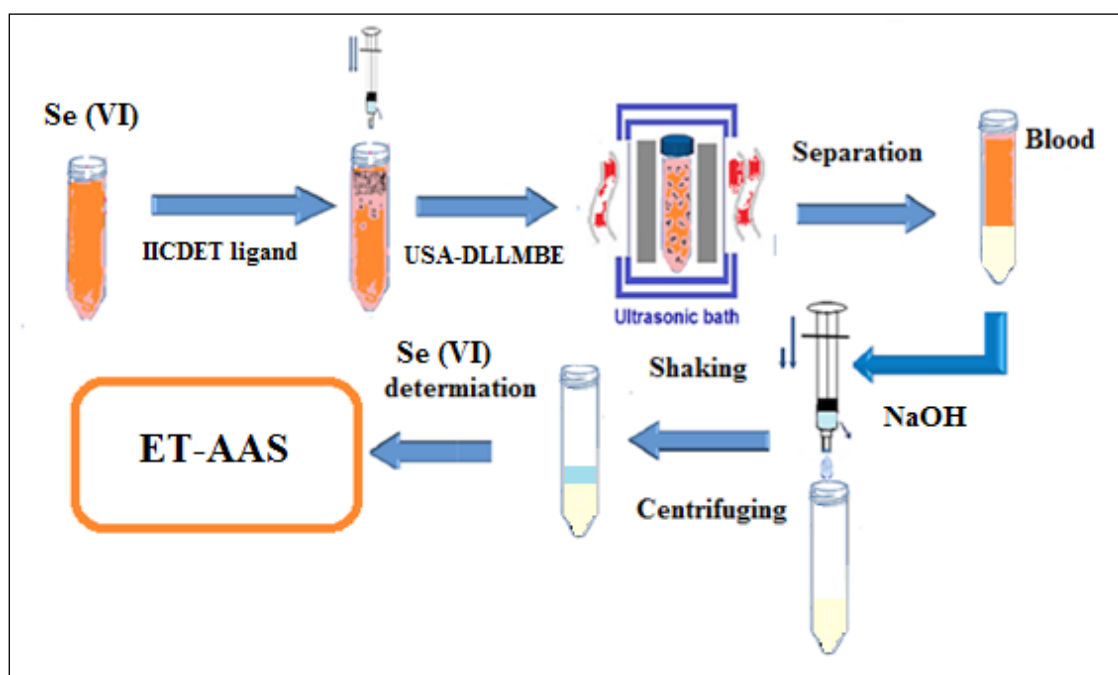 Se (VI)
IICDET ligand
USA-DLLMBE
Ultrasonic bath
Separation
Blood
NaOH
Shaking
Centrifuging
Se (VI)
determiation
ET-AAS